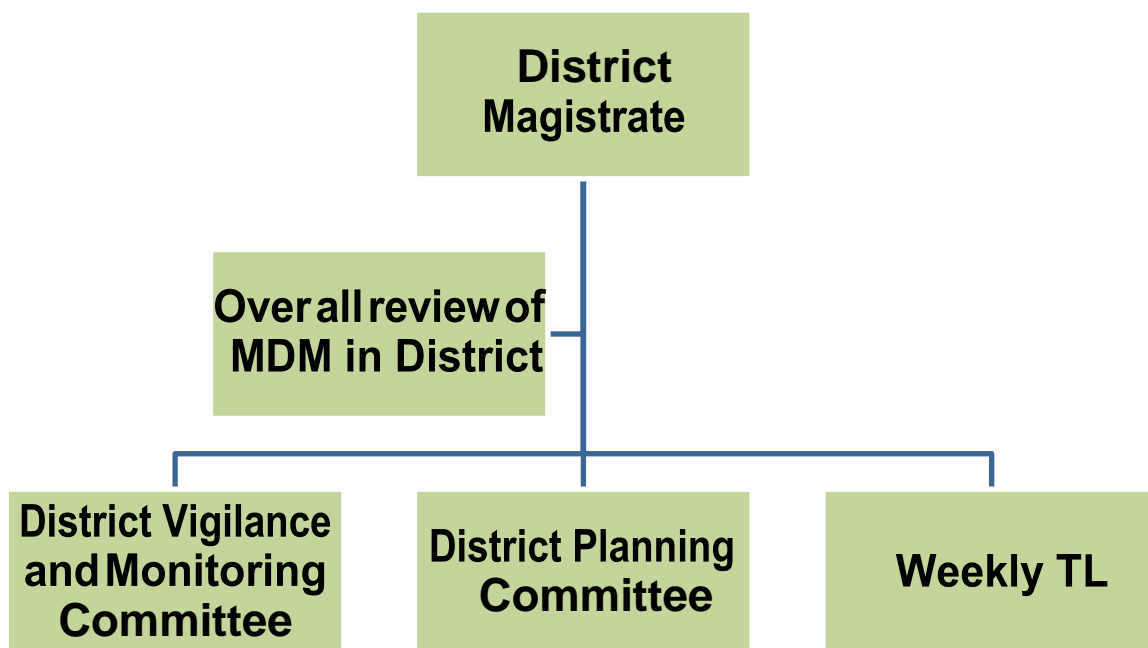 District
Magistrate
Over all review of
MDM in District
District Vigilance
and Monitoring
Committee
District Planning
Committee
Weekly TL